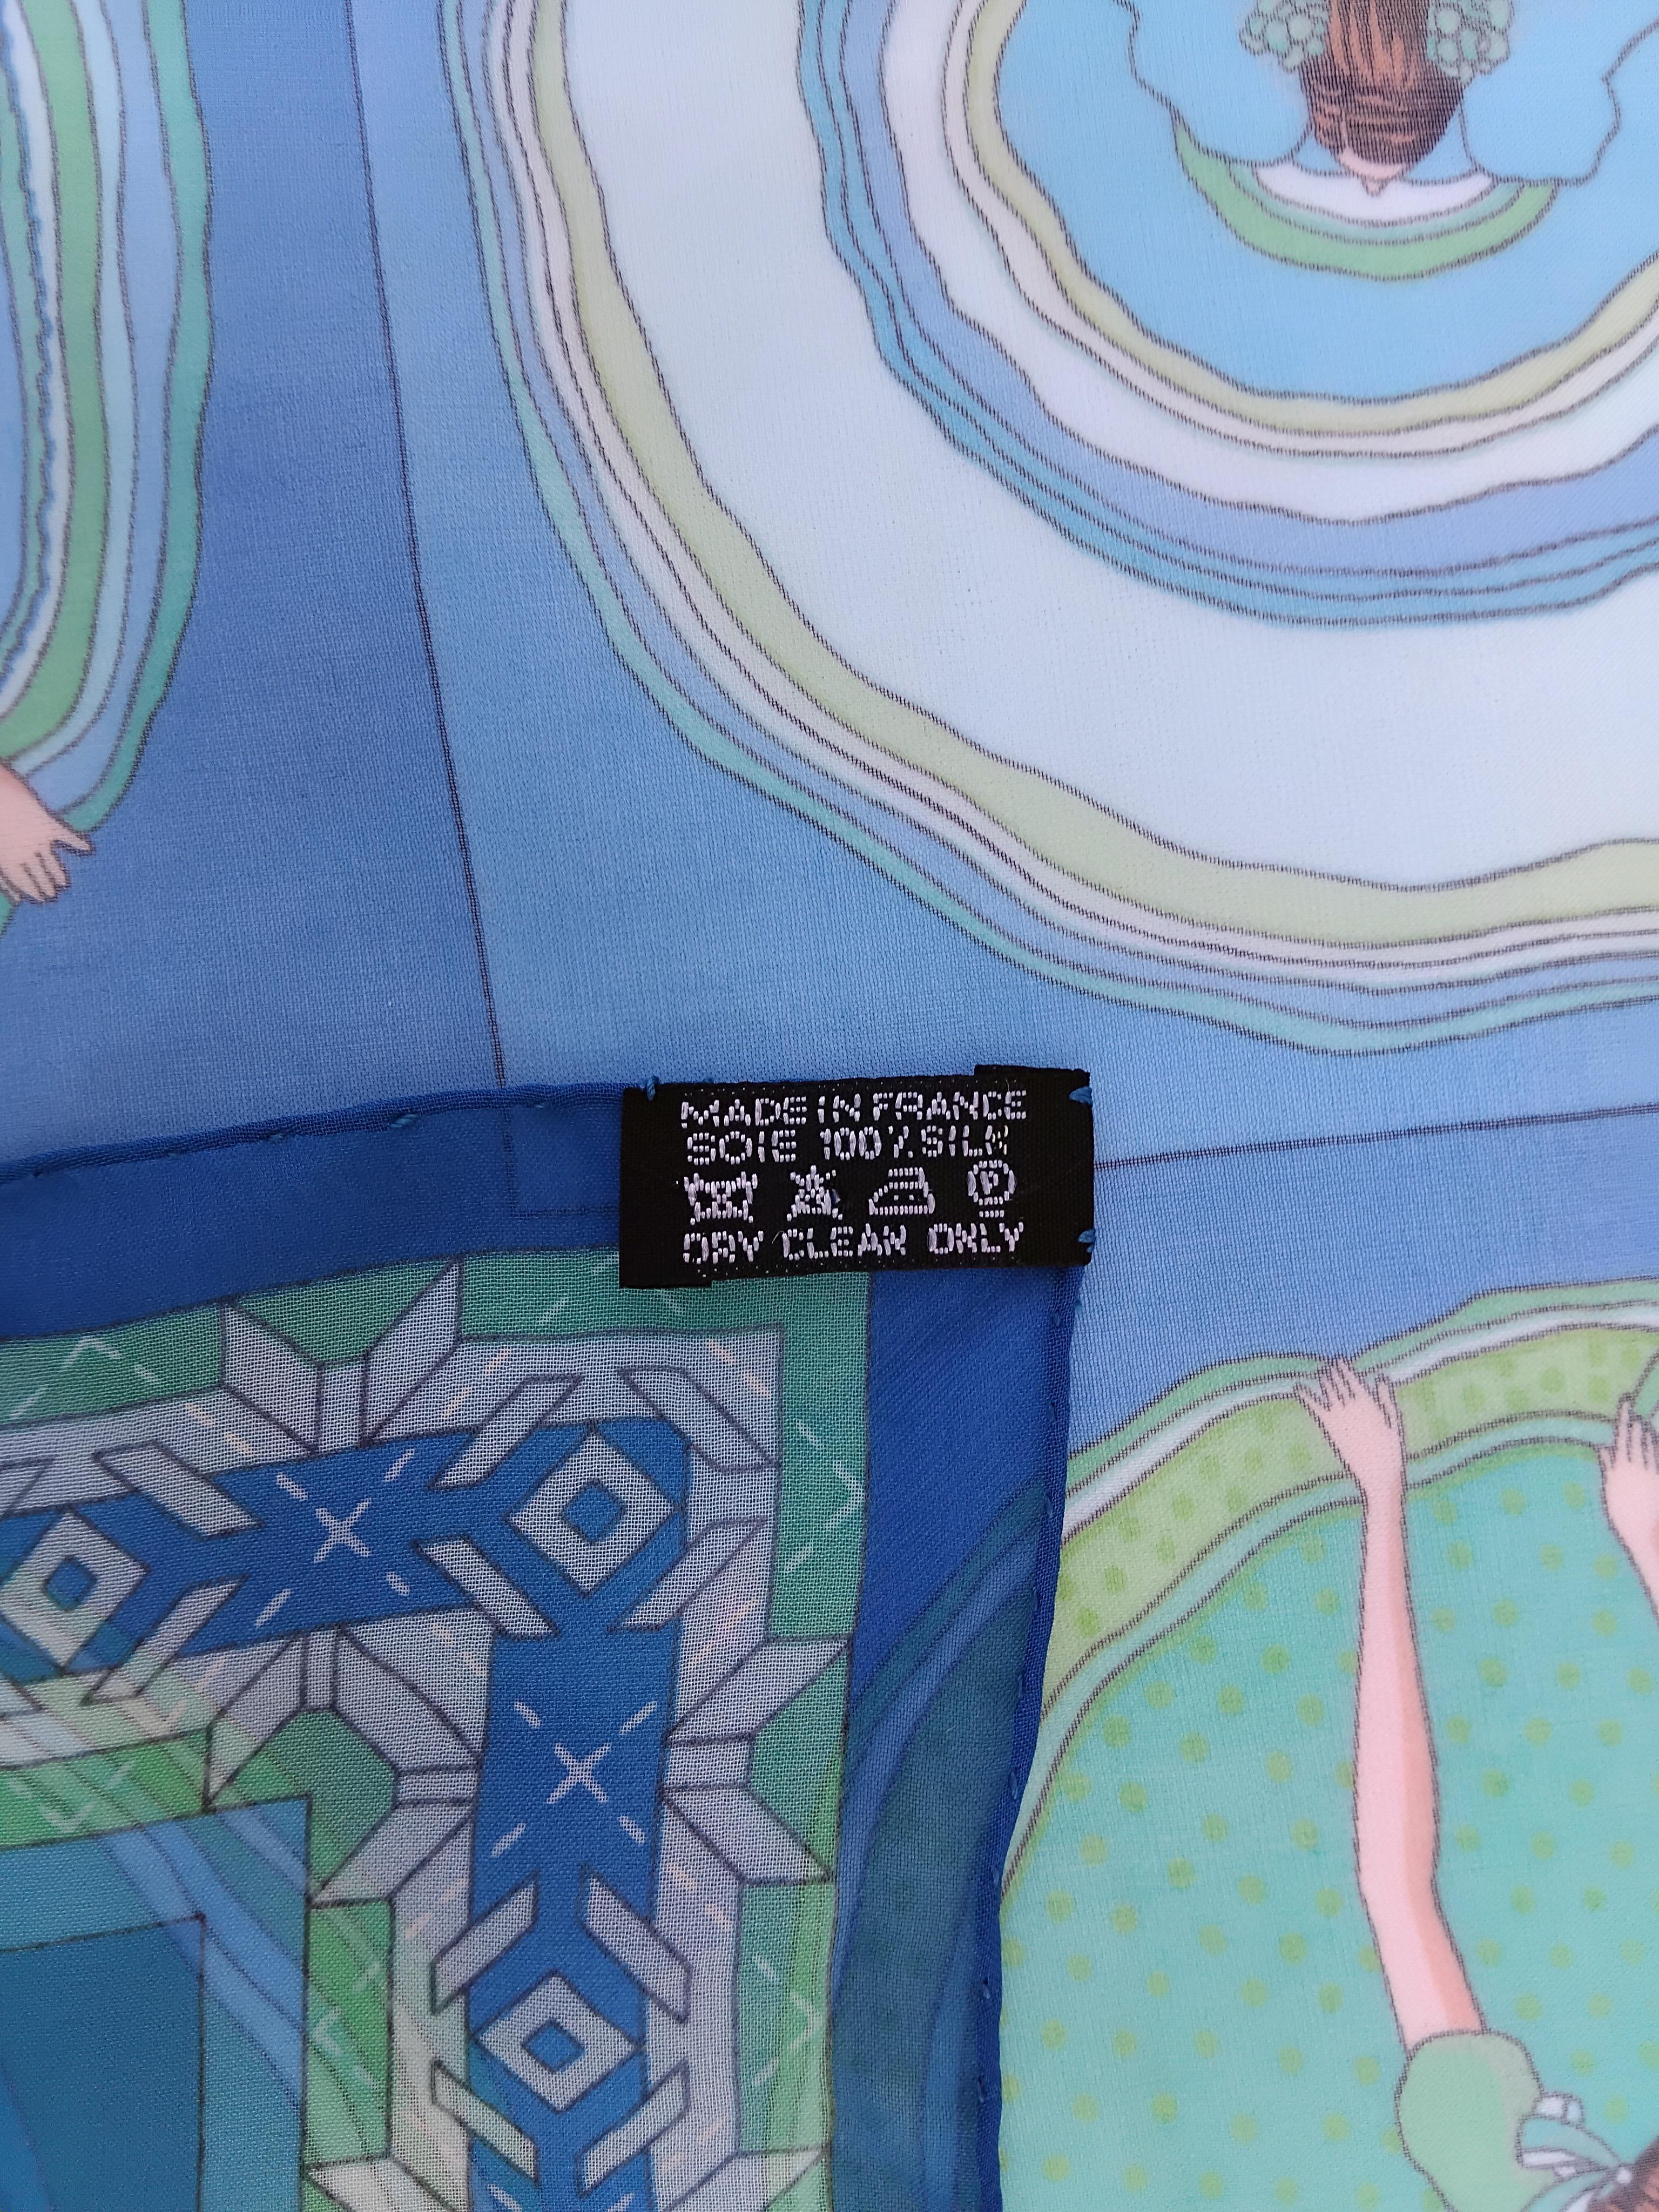 MADE IN FRANCE
SOIE 100% SILK
P
DRY CLEAN ONLY